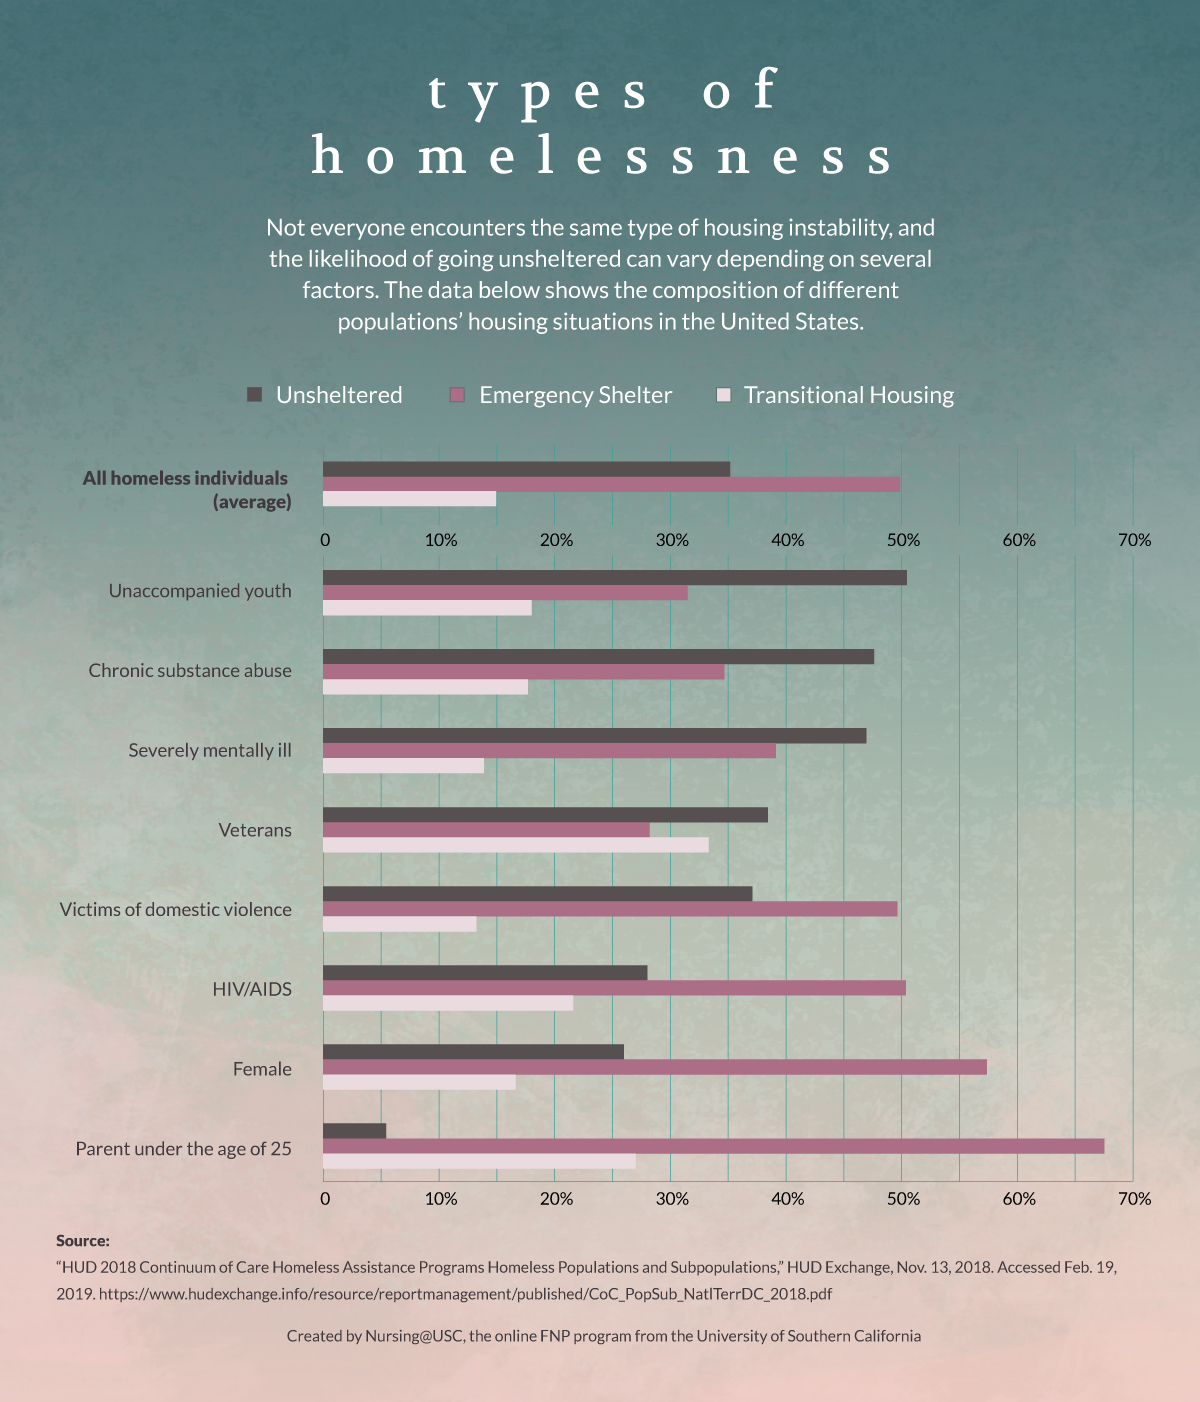 types of
homelessness
Not everyone encounters the same type of housing instability, and
the likelihood of going unsheltered can vary depending on several
factors. The data below shows the composition of different
populations’ housing situations in the United States.
Unsheltered Emergency Shelter Transitional Housing
All homeless individuals
(average)
0 10% 20% 30% 40% 50% 60% 70%
Unaccompanied youth
Chronic substance abuse
Severely mentally ill
Veterans
Victims of domestic violence
HIV/AIDS
Female
Parent under the age of 25
0 10% 20% 30% 40% 50% 60% 70%
Source:
“HUD 2018 Continuum of Care Homeless Assistance Programs Homeless Populations and Subpopulations,” HUD Exchange, Nov. 13, 2018. Accessed Feb. 19,
2019. https://www.hudexchange.info/resource/reportmanagement/published/CoC_PopSub_NatlTerrDC_2018.pdf
Created by Nursing@USC, the online FNP program from the University of Southern California